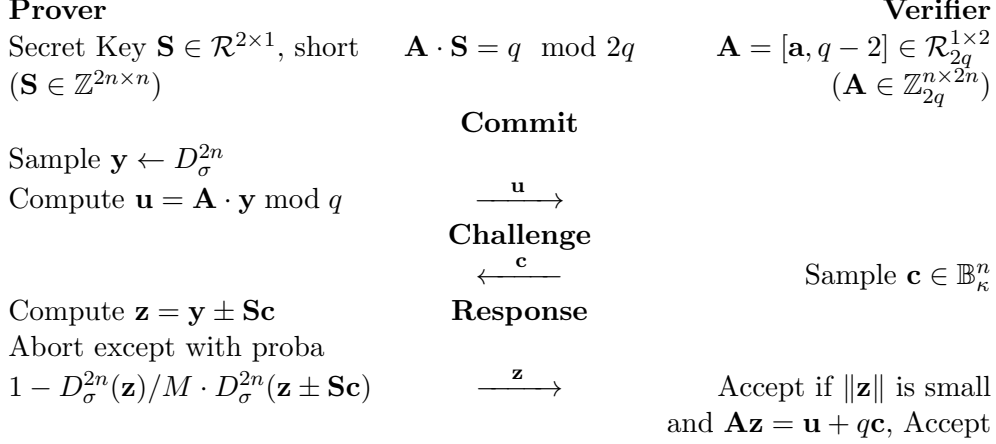 Prover Verifier
Secret Key S ∈ R^{2×1}, short A · S = q mod 2q A = [a, q − 2] ∈ R_{2q}^{1×2}
(S ∈ ℤ^{2n×n}) (A ∈ ℤ_{2q}^{n×2n})
Commit
Sample y ← D_σ^{2n}
Compute u = A · y mod q u
Challenge
c Sample c ∈ 𝔹_κ^n
Compute z = y ± Sc Response
Abort except with proba
1 − D_σ^{2n}(z)/M · D_σ^{2n}(z ± Sc) z Accept if ‖z‖ is small
and Az = u + qc, Accept